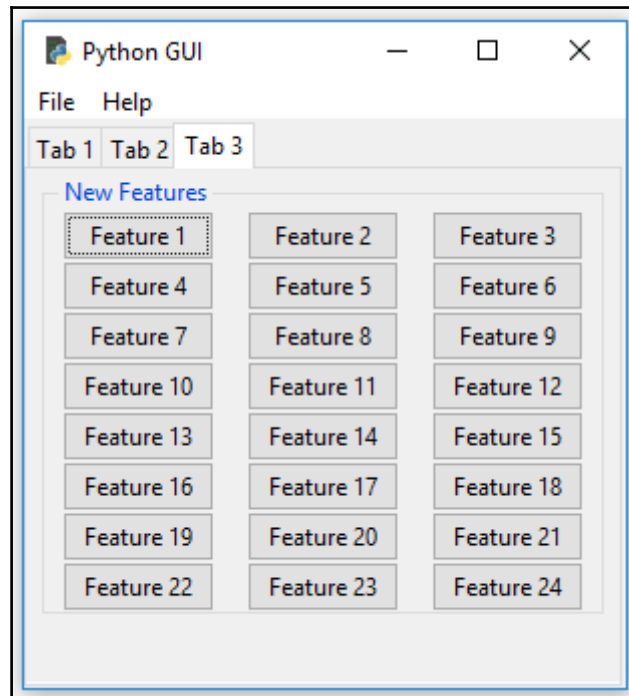 Python GUI
File Help
Tab 1 Tab 2 Tab 3
New Features
Feature 1 Feature 2 Feature 3
Feature 4 Feature 5 Feature 6
Feature 7 Feature 8 Feature 9
Feature 10 Feature 11 Feature 12
Feature 13 Feature 14 Feature 15
Feature 16 Feature 17 Feature 18
Feature 19 Feature 20 Feature 21
Feature 22 Feature 23 Feature 24